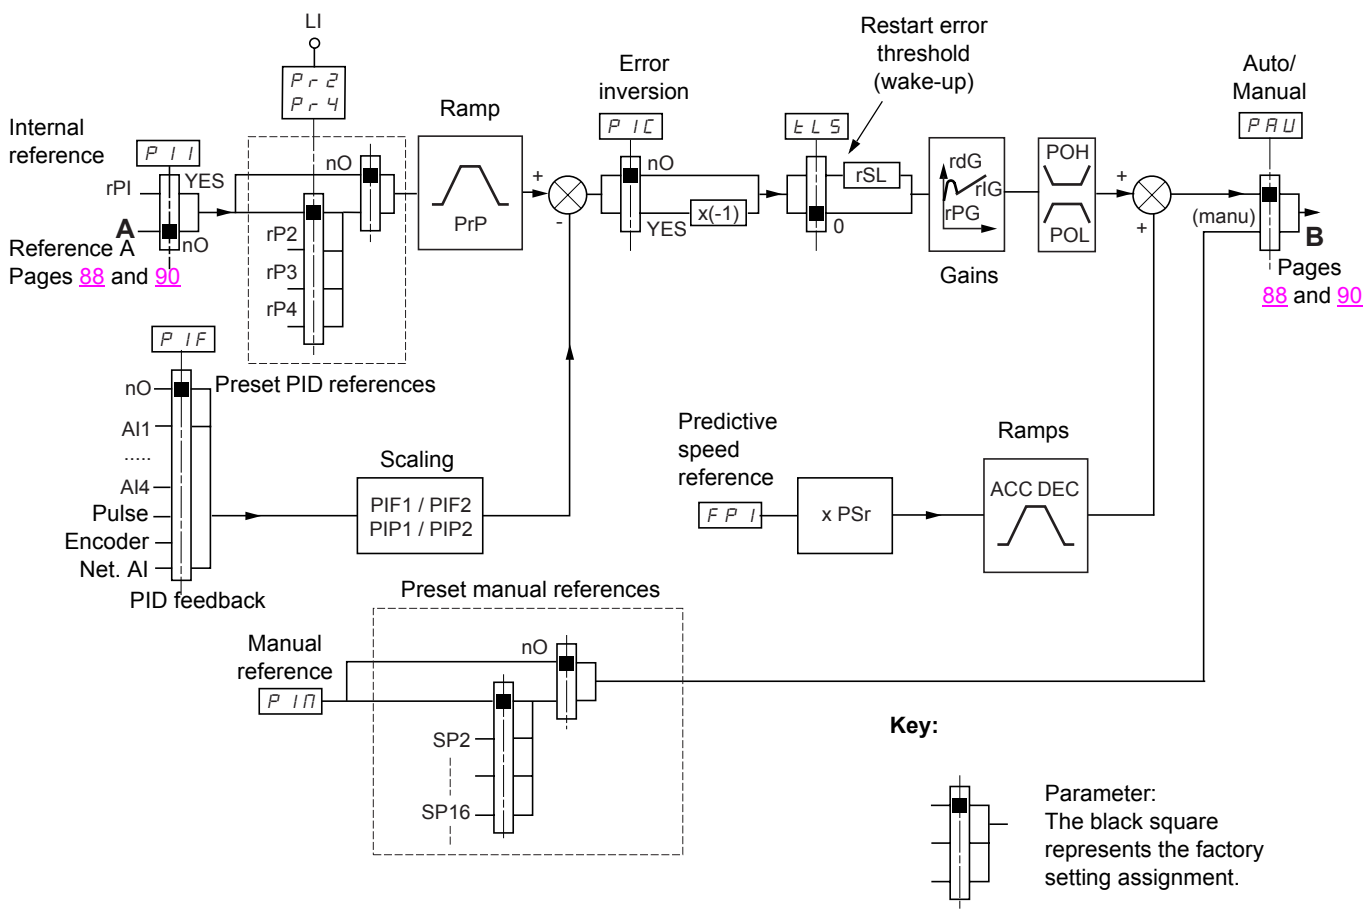 LI
Pr2
Pr4
Restart error
threshold
(wake-up)
Error
inversion
Auto/
Manual
Ramp
Internal
reference
PII
PIC
tLS
PAU
nO
nO
rPI
YES
rSL
rdG
rIG
rPG
POH
POL
+
+
+
-
A
nO
Reference A
Pages 88 and 90
rP2
rP3
rP4
PrP
YES
x(-1)
0
Gains
(manu)
B
Pages
88 and 90
PIF
Preset PID references
nO
AI1
.....
AI4
Pulse
Encoder
Net. AI
PID feedback
Scaling
PIF1 / PIF2
PIP1 / PIP2
Predictive
speed
reference
FPI
x PSr
Ramps
ACC DEC
Preset manual references
Manual
reference
PIM
nO
SP2
SP16
Key:
Parameter:
The black square
represents the factory
setting assignment.